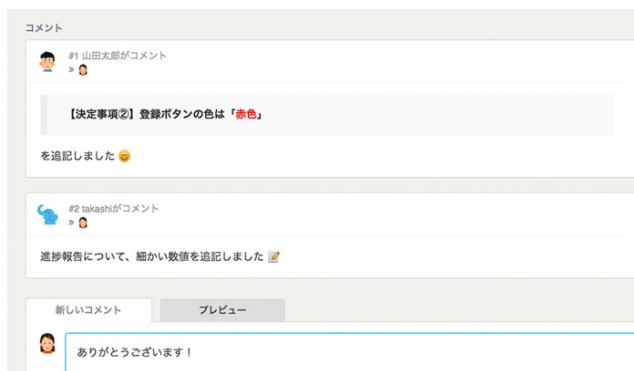 コメント
#1 山田太郎がコメント
»
【決定事項②】登録ボタンの色は「赤色」
を追記しました 😄
#2 takashiがコメント
»
進捗報告について、細かい数値を追記しました 📝
新しいコメント
プレビュー
ありがとうございます！